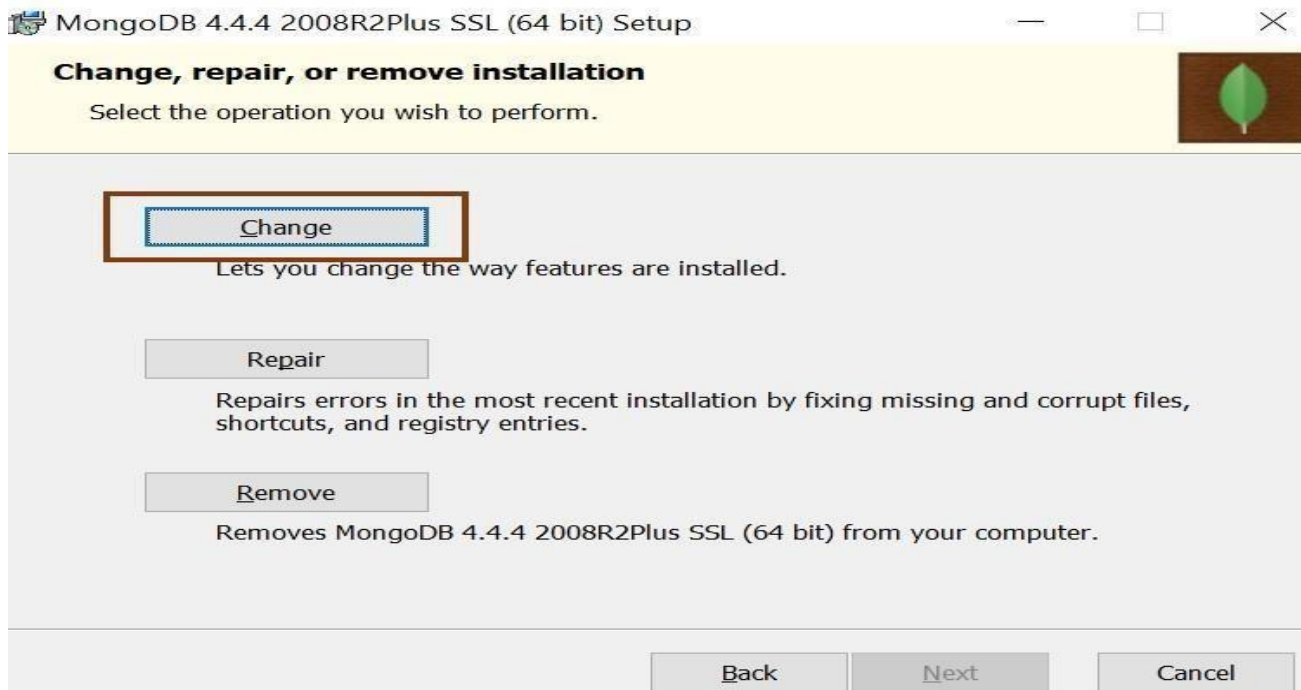 MongoDB 4.4.4 2008R2Plus SSL (64 bit) Setup
Change, repair, or remove installation
Select the operation you wish to perform.
Change
Lets you change the way features are installed.
Repair
Repairs errors in the most recent installation by fixing missing and corrupt files,
shortcuts, and registry entries.
Remove
Removes MongoDB 4.4.4 2008R2Plus SSL (64 bit) from your computer.
Back Next Cancel